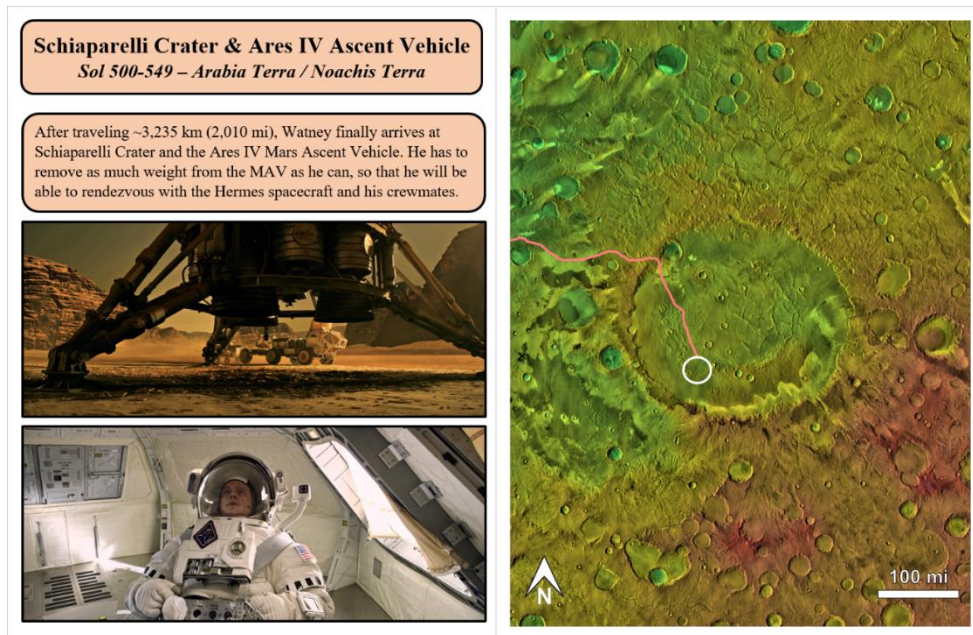 Schiaparelli Crater & Ares IV Ascent Vehicle
Sol 500-549 – Arabia Terra / Noachis Terra
After traveling ~3,235 km (2,010 mi), Watney finally arrives at
Schiaparelli Crater and the Ares IV Mars Ascent Vehicle. He has to
remove as much weight from the MAV as he can, so that he will be
able to rendezvous with the Hermes spacecraft and his crewmates.
N
100 mi